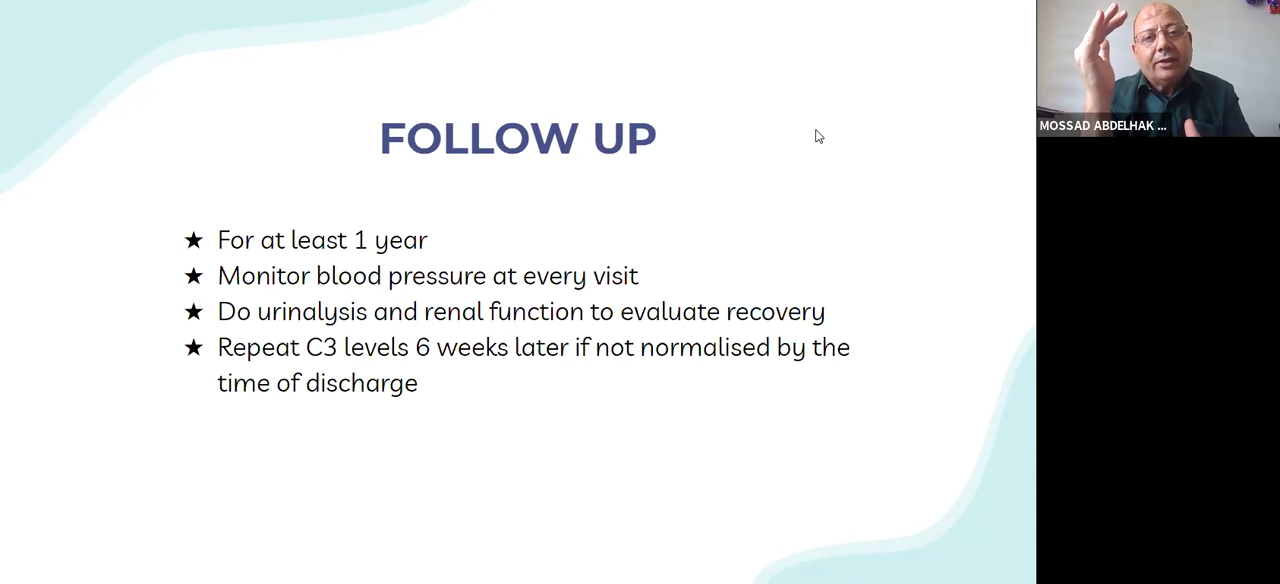 FOLLOW UP
★ For at least 1 year
★ Monitor blood pressure at every visit
★ Do urinalysis and renal function to evaluate recovery
★ Repeat C3 levels 6 weeks later if not normalised by the
time of discharge
MOSSAD ABDELHAK ...